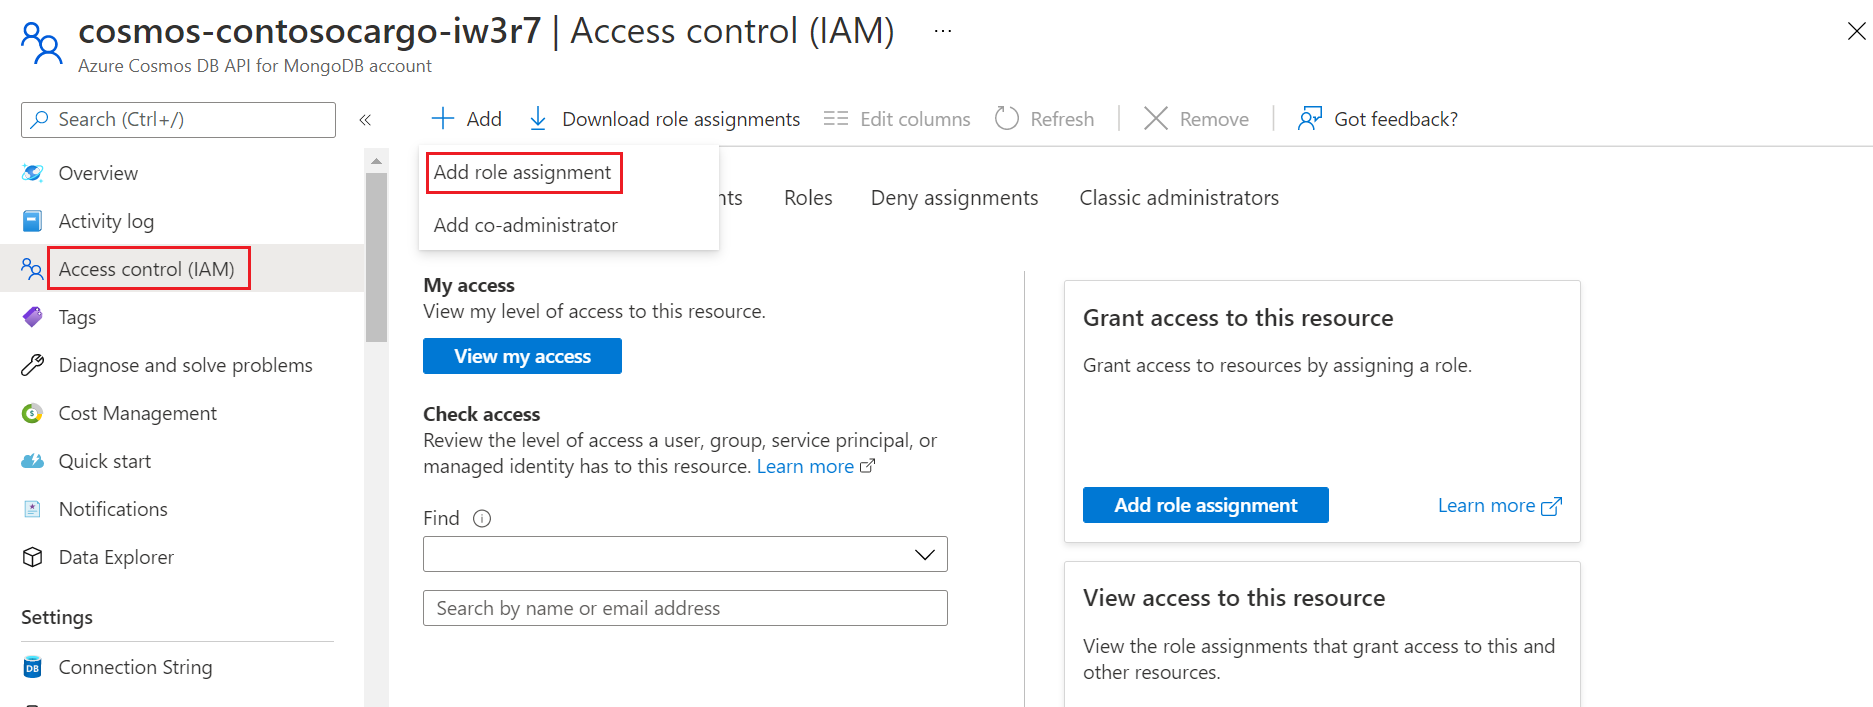 cosmos-contosocargo-iw3r7 | Access control (IAM) ...
Azure Cosmos DB API for MongoDB account
Search (Ctrl+/)
«
Overview
Activity log
Access control (IAM)
Tags
Diagnose and solve problems
Cost Management
Quick start
Notifications
Data Explorer
Settings
DB Connection String
Add
Download role assignments
Edit columns
Refresh
Remove
Got feedback?
Add role assignment
Add co-administrator
nts
Roles
Deny assignments
Classic administrators
My access
View my level of access to this resource.
View my access
Check access
Review the level of access a user, group, service principal, or
managed identity has to this resource. Learn more
Find
Search by name or email address
Grant access to this resource
Grant access to resources by assigning a role.
Add role assignment
Learn more
View access to this resource
View the role assignments that grant access to this and
other resources.